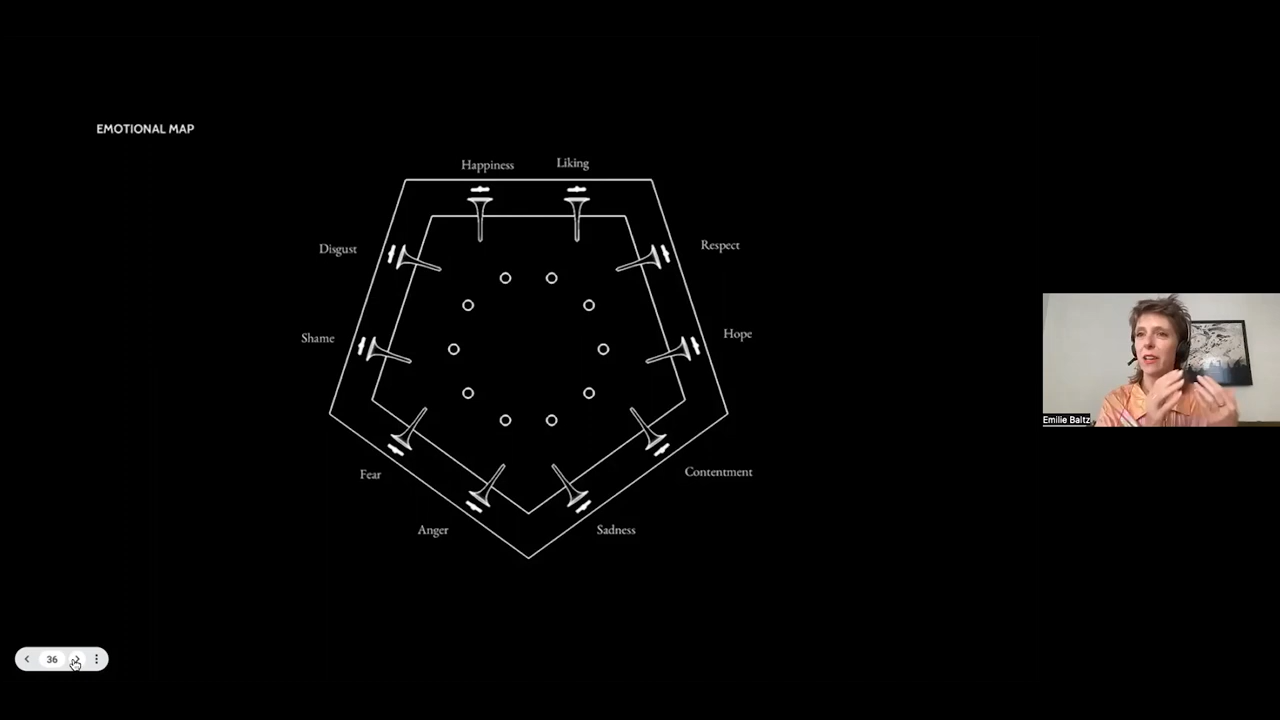 EMOTIONAL MAP
Happiness
Liking
Disgust
Respect
Shame
Hope
Fear
Contentment
Anger
Sadness
Emilie Baltz
36